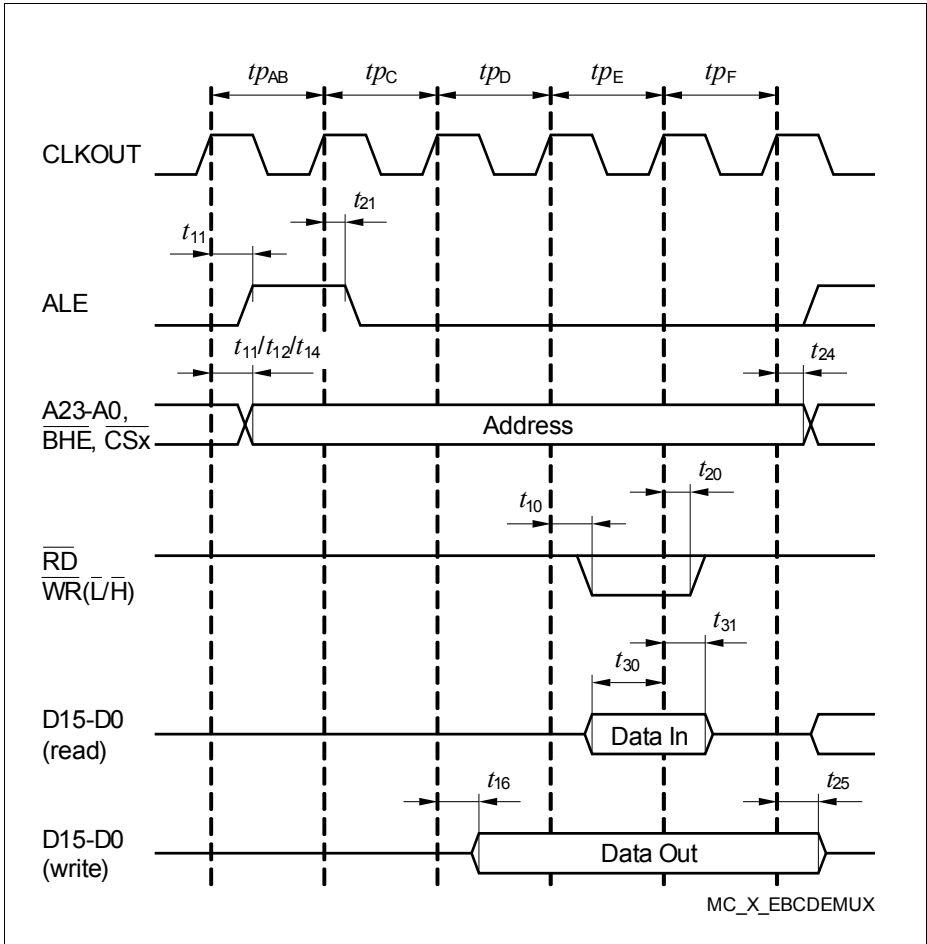 tpAB tpC tpD tpE tpF
CLKOUT
t21
t11
ALE
t11/t12/t14
t24
A23-A0,
BHE, CSx
Address
t20
t10
RD
WR(L/H)
t31
t30
D15-D0
(read)
Data In
t16
t25
D15-D0
(write)
Data Out
MC_X_EBCDEMUX